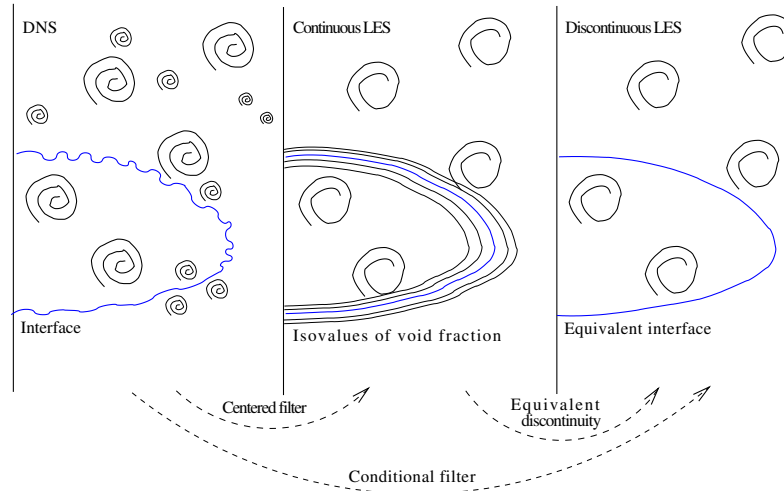 DNS
Continuous LES
Discontinuous LES
Interface
Isovalues of void fraction
Equivalent interface
Centered filter
Equivalent
discontinuity
Conditional filter